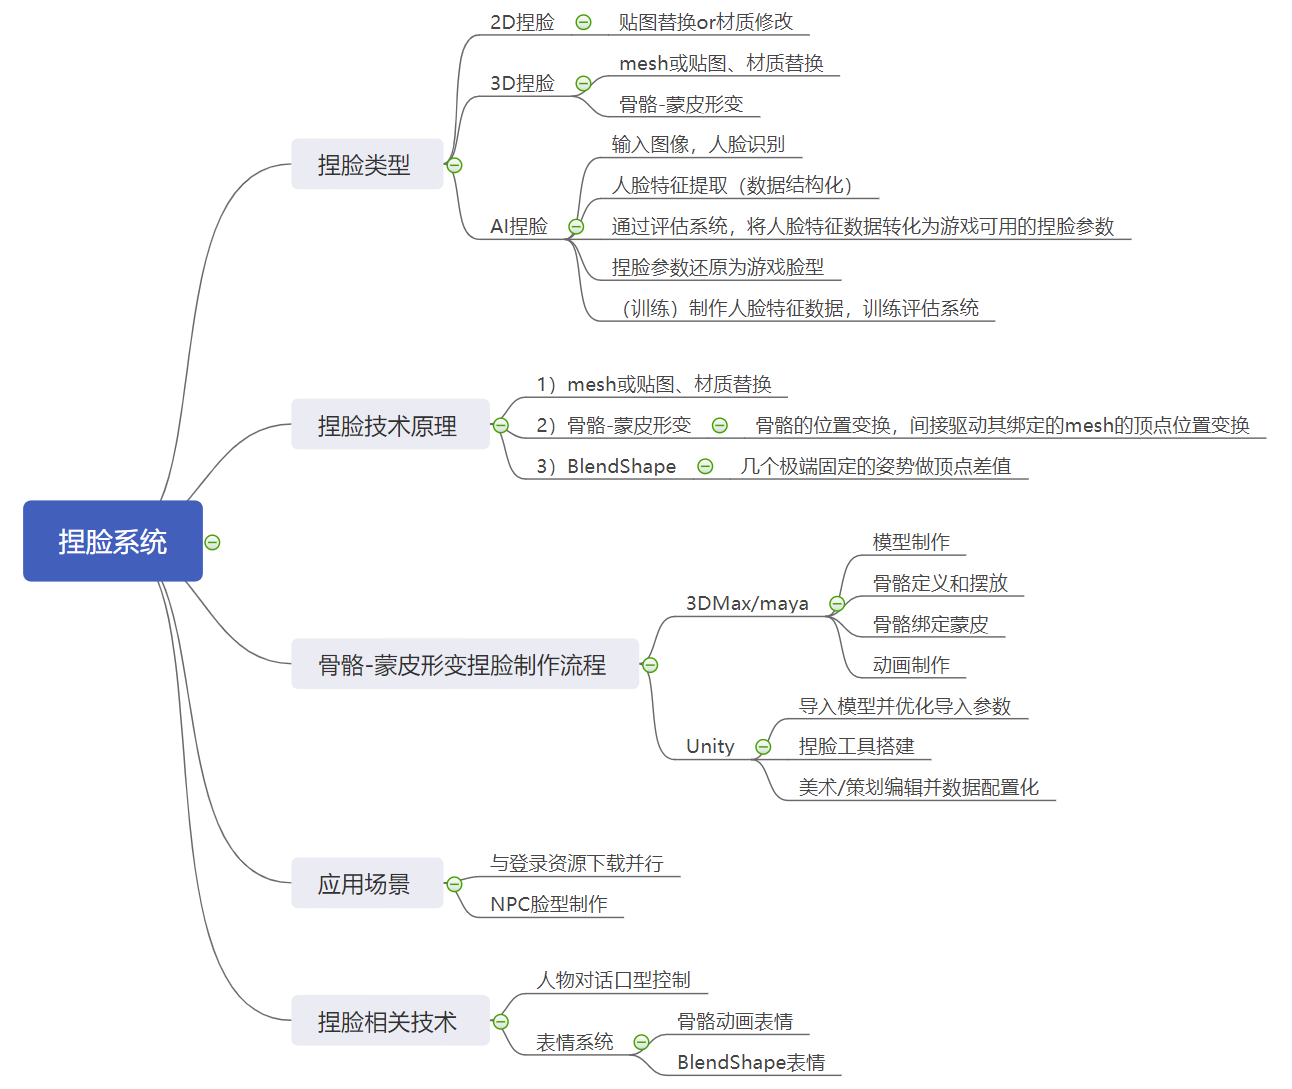 捏脸系统
捏脸类型
2D捏脸
贴图替换or材质修改
3D捏脸
mesh或贴图、材质替换
骨骼-蒙皮形变
AI捏脸
输入图像，人脸识别
人脸特征提取（数据结构化）
通过评估系统，将人脸特征数据转化为游戏可用的捏脸参数
捏脸参数还原为游戏脸型
（训练）制作人脸特征数据，训练评估系统
捏脸技术原理
1）mesh或贴图、材质替换
2）骨骼-蒙皮形变
骨骼的位置变换，间接驱动其绑定的mesh的顶点位置变换
3）BlendShape
几个极端固定的姿势做顶点差值
骨骼-蒙皮形变捏脸制作流程
3DMax/maya
模型制作
骨骼定义和摆放
骨骼绑定蒙皮
动画制作
Unity
导入模型并优化导入参数
捏脸工具搭建
美术/策划编辑并数据配置化
应用场景
与登录资源下载并行
NPC脸型制作
捏脸相关技术
人物对话口型控制
表情系统
骨骼动画表情
BlendShape表情